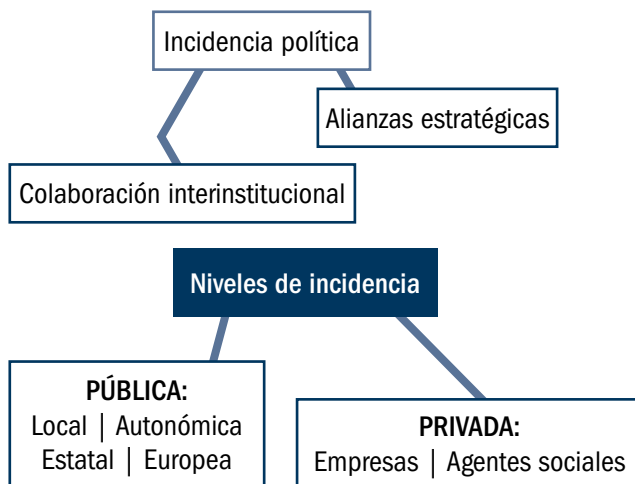 Incidencia política
Alianzas estratégicas
Colaboración interinstitucional
Niveles de incidencia
PÚBLICA:
Local | Autonómica
Estatal | Europea
PRIVADA:
Empresas | Agentes sociales